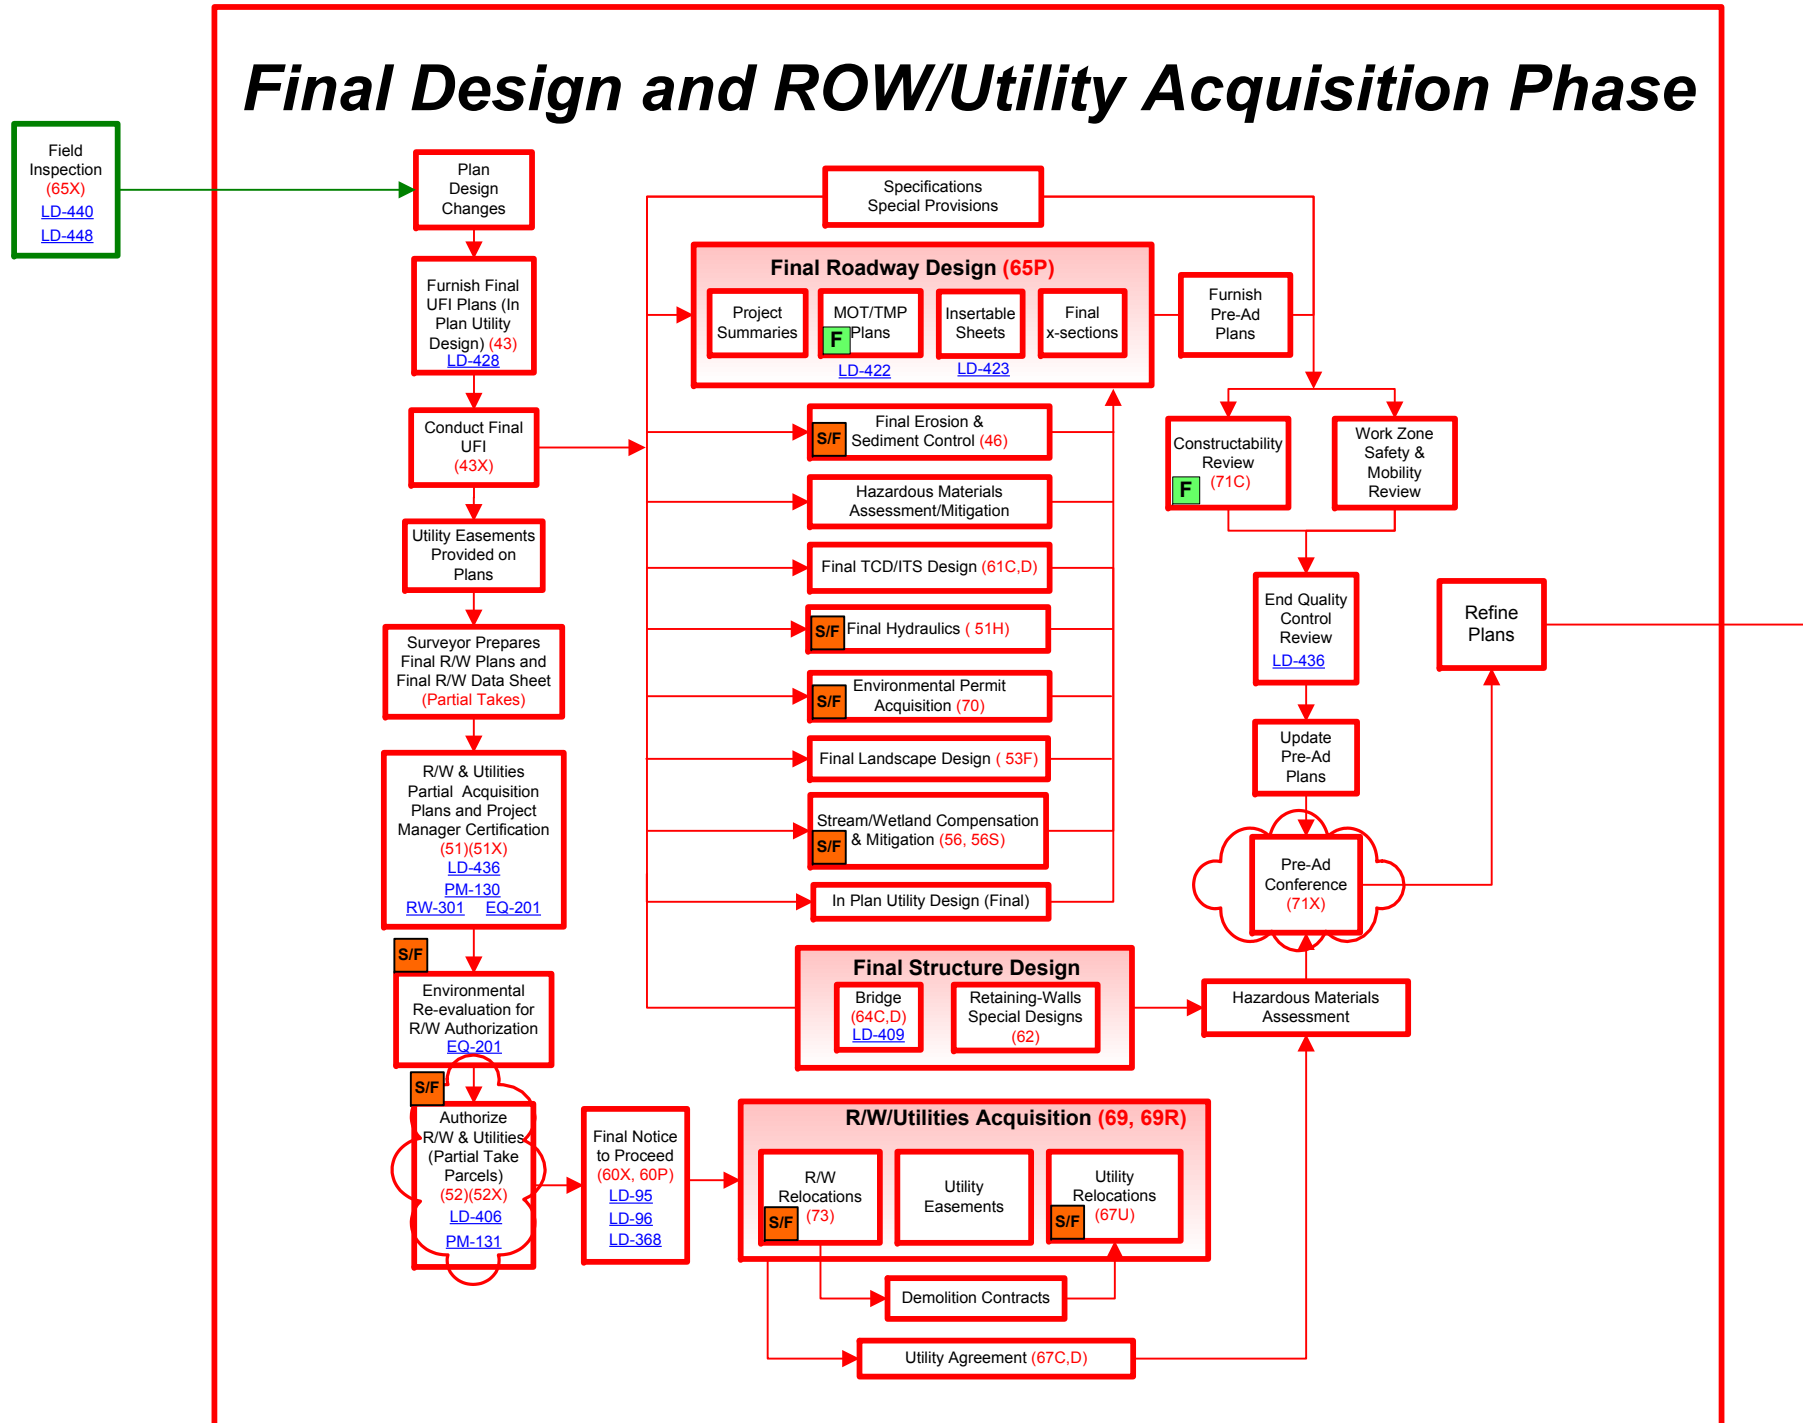 Final Design and ROW/Utility Acquisition Phase
Field
Inspection
(65X)
LD-440
LD-448
Plan
Design
Changes
Furnish Final
UFI Plans (In
Plan Utility
Design) (43)
LD-428
Conduct Final
UFI
(43X)
Utility Easements
Provided on
Plans
Surveyor Prepares
Final R/W Plans and
Final R/W Data Sheet
(Partial Takes)
R/W & Utilities
Partial Acquisition
Plans and Project
Manager Certification
(51)(51X)
LD-436
PM-130
RW-301 EQ-201
S/F
Environmental
Re-evaluation for
R/W Authorization
EQ-201
S/F
Authorize
R/W & Utilities
(Partial Take
Parcels)
(52)(52X)
LD-406
PM-131
Final Notice
to Proceed
(60X, 60P)
LD-95
LD-96
LD-368
Specifications
Special Provisions
Final Roadway Design (65P)
Project
Summaries
MOT/TMP
Plans
F
LD-422
Insertable
Sheets
LD-423
Final
x-sections
Furnish
Pre-Ad
Plans
Final Erosion &
Sediment Control (46)
S/F
Hazardous Materials
Assessment/Mitigation
Final TCD/ITS Design (61C,D)
S/F
Final Hydraulics ( 51H)
Environmental Permit
Acquisition (70)
S/F
Final Landscape Design ( 53F)
Stream/Wetland Compensation
& Mitigation (56, 56S)
S/F
In Plan Utility Design (Final)
Final Structure Design
Bridge
(64C,D)
LD-409
Retaining-Walls
Special Designs
(62)
R/W/Utilities Acquisition (69, 69R)
R/W
Relocations
(73)
S/F
Utility
Easements
Utility
Relocations
(67U)
S/F
Demolition Contracts
Utility Agreement (67C,D)
Constructability
Review
(71C)
F
Work Zone
Safety &
Mobility
Review
End Quality
Control
Review
LD-436
Update
Pre-Ad
Plans
Pre-Ad
Conference
(71X)
Hazardous Materials
Assessment
Refine
Plans